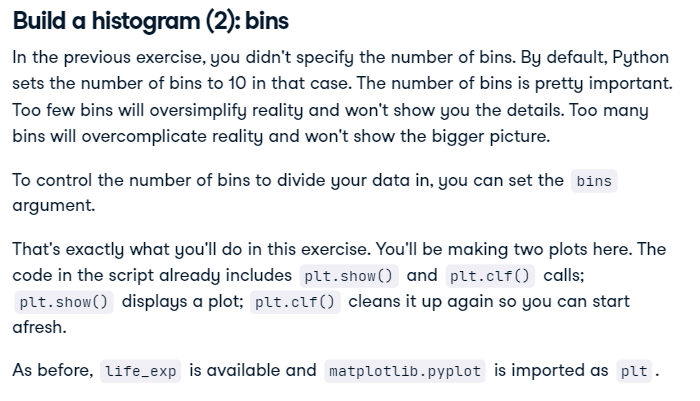 Build a histogram (2): bins
In the previous exercise, you didn't specify the number of bins. By default, Python
sets the number of bins to 10 in that case. The number of bins is pretty important.
Too few bins will oversimplify reality and won't show you the details. Too many
bins will overcomplicate reality and won't show the bigger picture.
To control the number of bins to divide your data in, you can set the bins
argument.
That's exactly what you'll do in this exercise. You'll be making two plots here. The
code in the script already includes plt.show() and plt.clf() calls;
plt.show() displays a plot; plt.clf() cleans it up again so you can start
afresh.
As before, life_exp is available and matplotlib.pyplot is imported as plt.